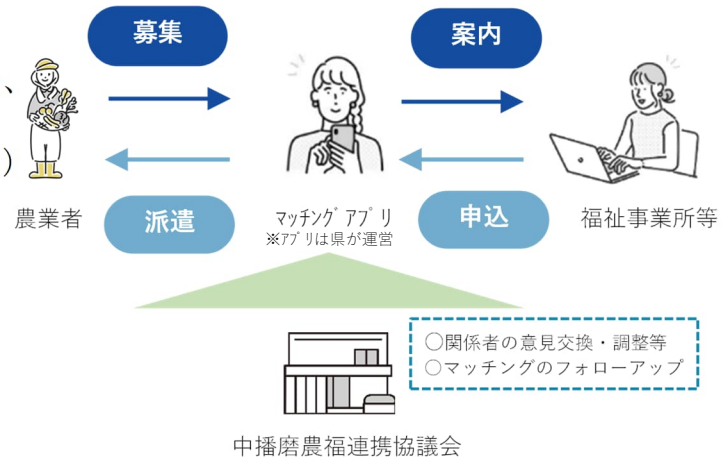 募集
案内
、
)
農業者
派遣
ﾏｯﾁﾝｸﾞｱﾌﾟﾘ
※ｱﾌﾟﾘは県が運営
申込
福祉事業所等
○関係者の意見交換・調整等
○マッチングのフォローアップ
中播磨農福連携協議会